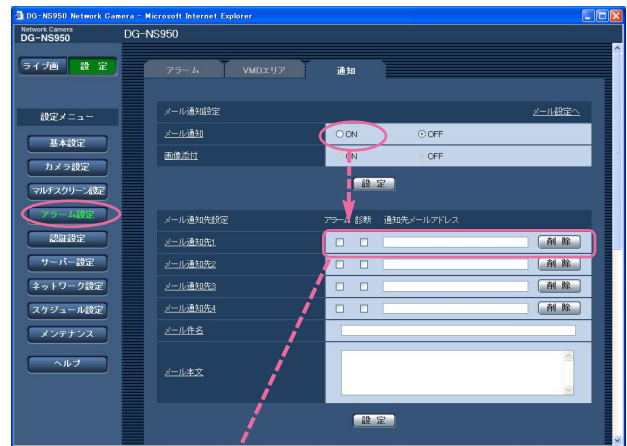 DG-NS950 Network Camera - Microsoft Internet Explorer
Network Camera
DG-NS950
DG-NS950
ライブ画 設 定
アラーム VMDエリア 通知
設定メニュー
基本設定
カメラ設定
マルチスクリーン設定
アラーム設定
認証設定
サーバー設定
ネットワーク設定
スケジュール設定
メンテナンス
ヘルプ
メール通知設定 メール設定へ
メール通知 ON OFF
画像添付 ON OFF
設 定
メール通知先設定 アラーム 診断 通知先メールアドレス
メール通知先1 削 除
メール通知先2 削 除
メール通知先3 削 除
メール通知先4 削 除
メール件名
メール本文
設 定